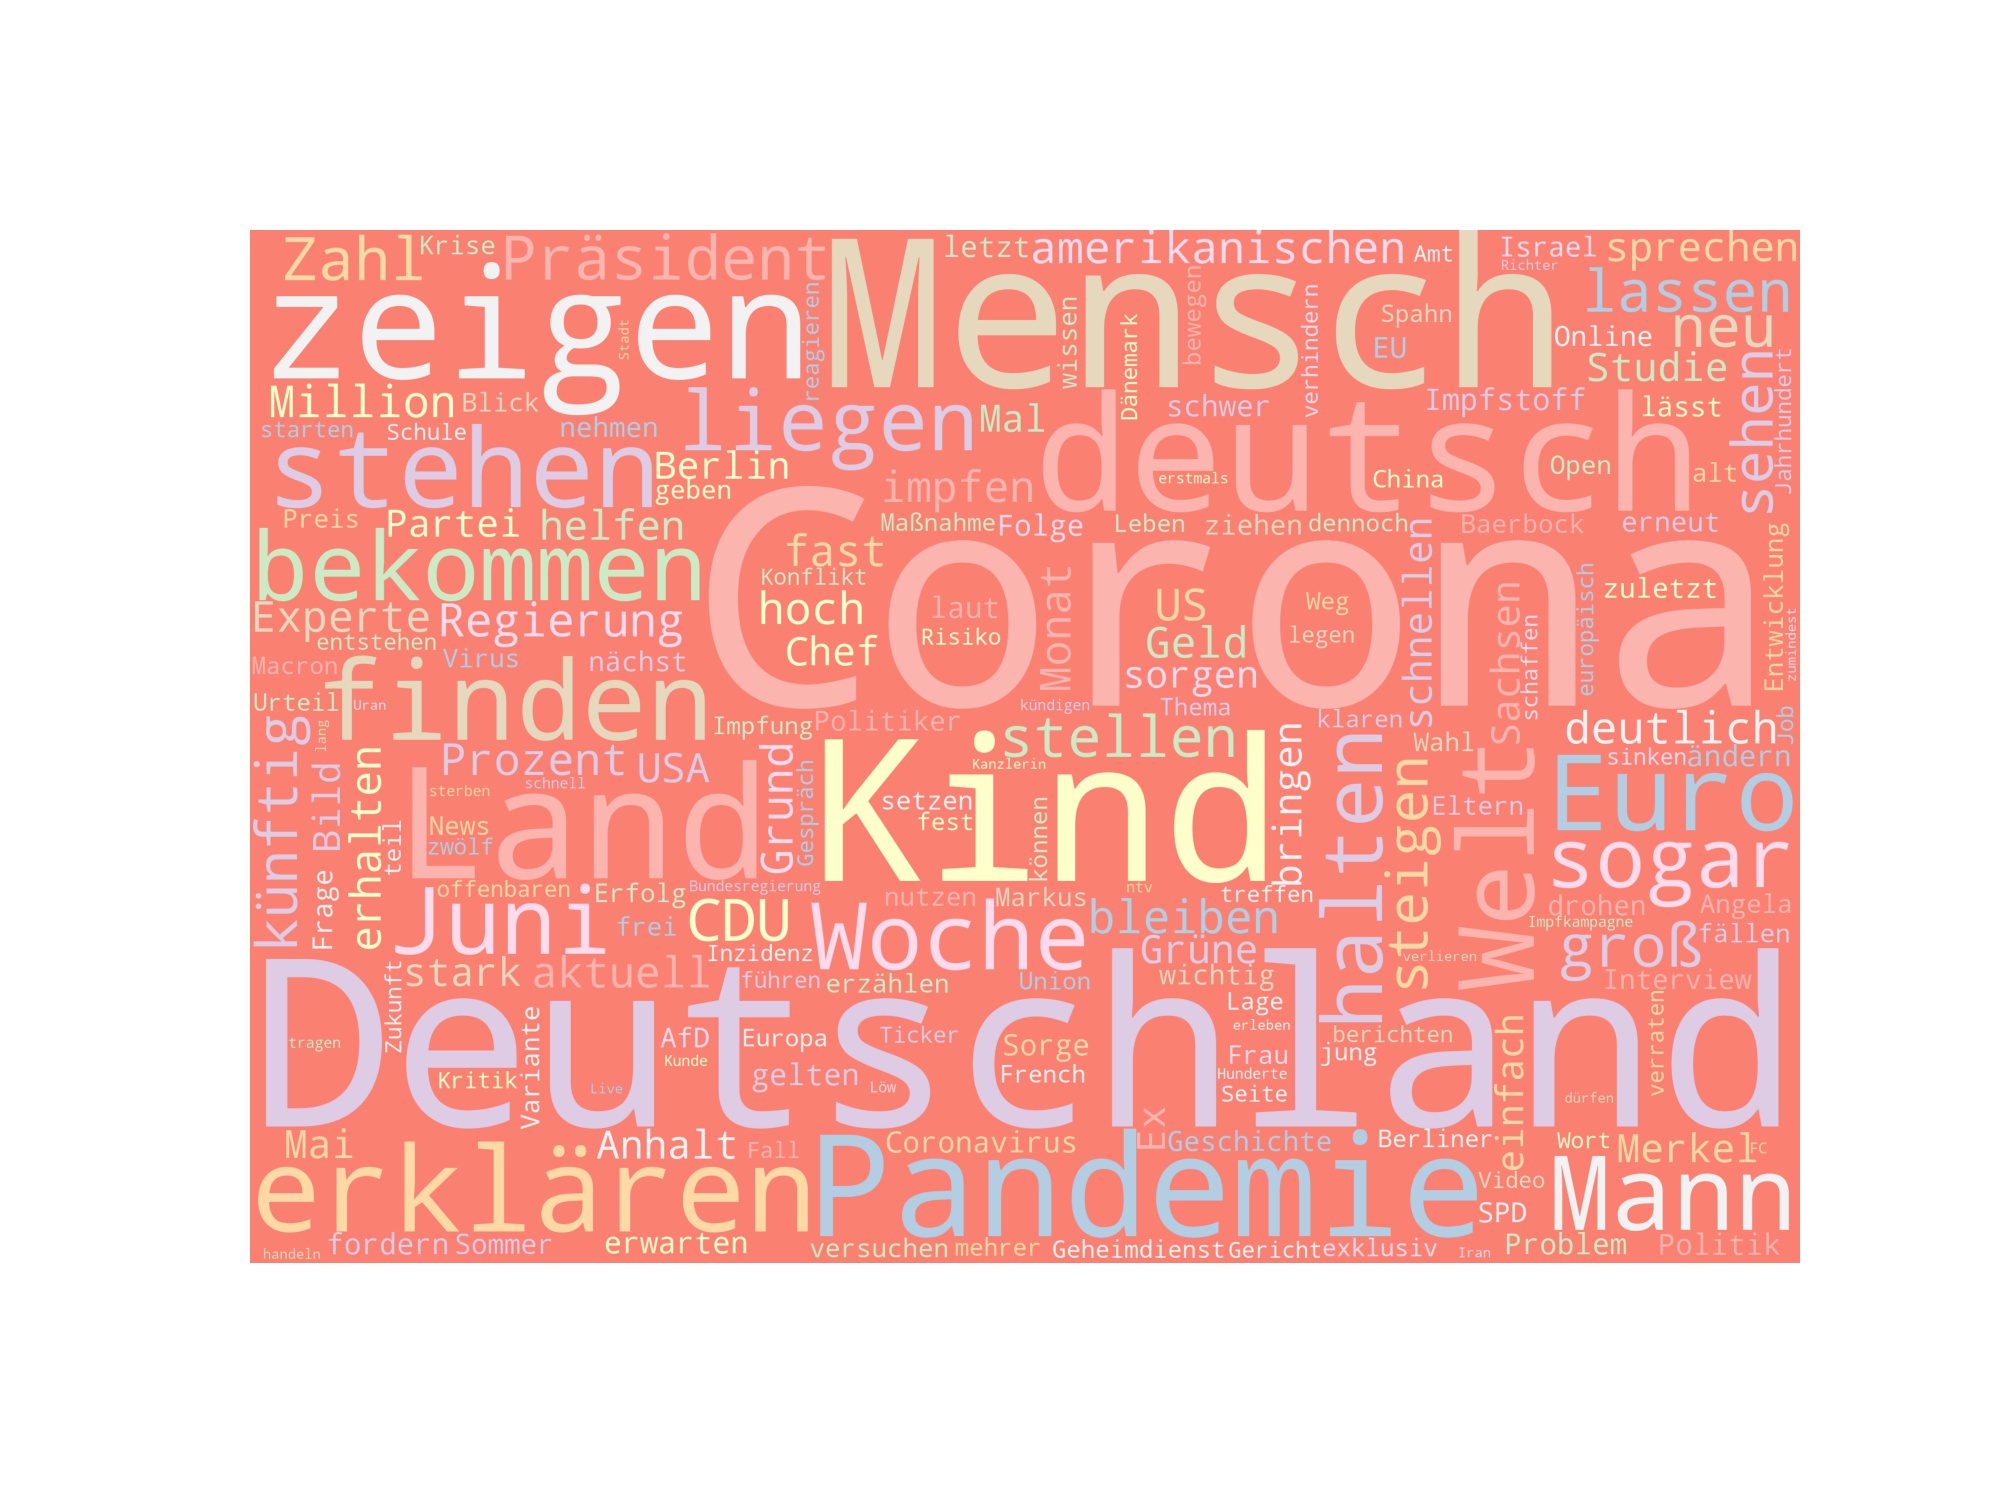 Zahl
Krise
Präsident
Mensch
letzt
amerikanischen
Amt
Israel
Richter
sprechen
zeigen
Stadt
reagieren
wissen
Dänemark
bewegen
verhindern
Spahn
EU
Online
lassen
neu
Studie
Million
Blick
liegen
Mal
schwer
Impfstoff
lässt
sehen
Jahrhundert
starten
Schule
nehmen
stehen
Berlin
geben
impfen
deutsch
erstmals
China
Open
alt
Preis
Partei
helfen
Corona
Maßnahme
Folge
Leben
ziehen
dennoch
schnellen
Baerbock
erneut
Entwicklung
bekommen
fast
Konflikt
hoch
Chef
laut
Risiko
Monat
US
Geld
sorgen
Weg
legen
Sachsen
schaffen
europäisch
zuletzt
zumindest
Experte
Regierung
entstehen
Virus
nächst
Macron
finden
Urteil
Uran
lang
Impfung
Politiker
kündigen
Thema
klaren
Welt
deutlich
Job
künftig
Bild
Prozent
USA
Grund
Gespräch
stellen
Kanzlerin
Kind
bringen
halten
Wahl
sinken
ändern
Land
schnell
sterben
News
zwölf
erhalten
teil
setzen
fest
können
steigen
Eltern
Euro
sogar
Frage
offenbaren
Erfolg
Bundesregierung
nutzen
Markus
ntv
treffen
drohen
Angela
Juni
frei
CDU
Inzidenz
Woche
bleiben
Grüne
Impfkampagne
groß
fällen
stark
aktuell
führen
erzählen
Union
wichtig
verlieren
Interview
Deutschland
Zukunft
tragen
Variante
AfD
Europa
Ticker
Sorge
Lage
erleben
berichten
verraten
Kritik
Kunde
Live
gelten
Löw
French
Frau
Hunderte
Seite
jung
einfach
dürfen
Mai
Anhalt
Fall
Coronavirus
Ex
Geschichte
Berliner
Wort
Merkel
FC
erklären
Pandemie
Video
SPD
Mann
handeln
fordern
Sommer
erwarten
versuchen
mehrer
Geheimdienst
Gericht
exklusiv
Iran
Problem
Politik